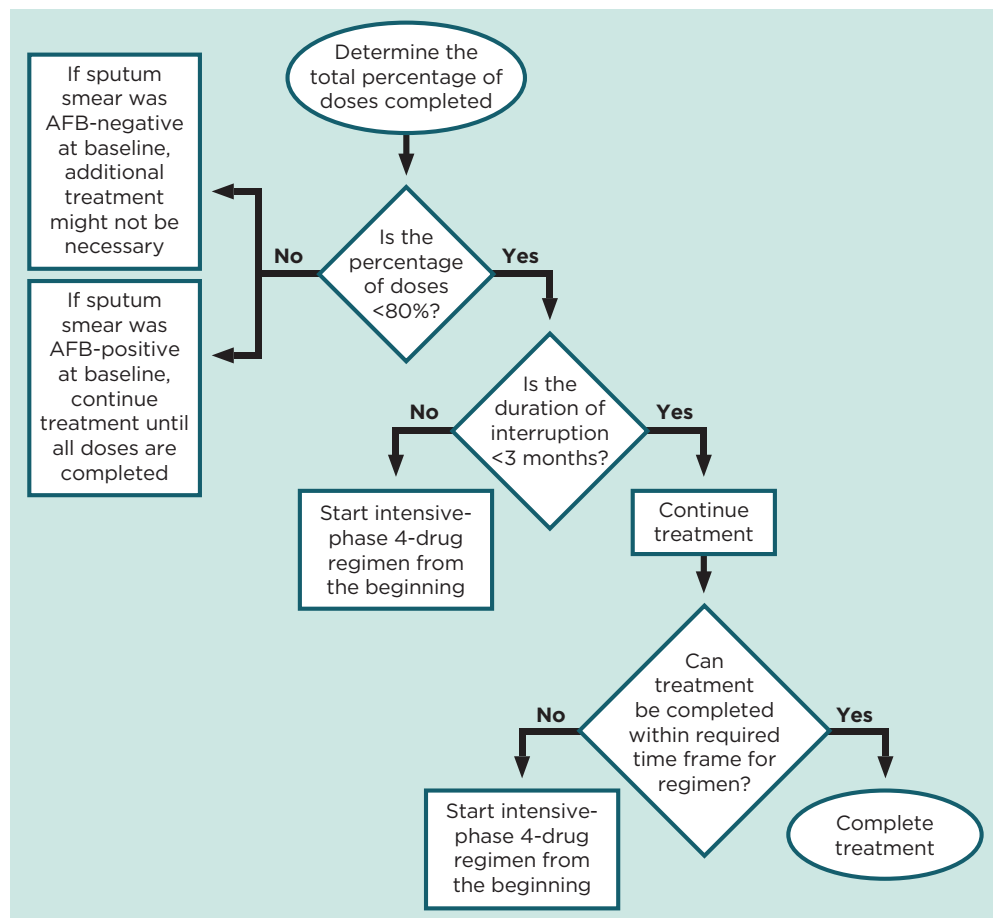 Determine the
total percentage of
doses completed
If sputum
smear was
AFB-negative
at baseline,
additional
treatment
might not be
necessary
No
Is the
percentage
of doses
<80%?
Yes
If sputum
smear was
AFB-positive
at baseline,
continue
treatment until
all doses are
completed
No
Is the
duration of
interruption
<3 months?
Yes
Start intensive-
phase 4-drug
regimen from
the beginning
Continue
treatment
No
Can
treatment
be completed
within required
time frame for
regimen?
Yes
Start intensive-
phase 4-drug
regimen from
the beginning
Complete
treatment